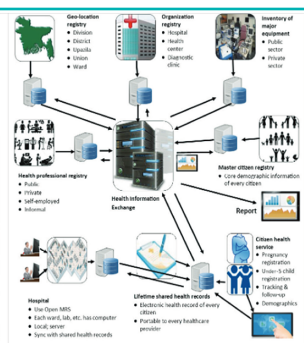 Geo-location
registry
• Division
• District
• Upazila
• Union
• Ward
Organization
registry
• Hospital
• Health
center
• Diagnostic
clinic
Inventory of
major
equipment
• Public
sector
• Private
sector
Health professional registry
• Public
• Private
• Self-employed
• Informal
Health Information
Exchange
Master citizen registry
• Core demographic information
of every citizen
Report
Hospital
• Use Open MRS
• Each ward, lab, etc. has computer
• Local; server
• Sync with shared health records
Lifetime shared health records
• Electronic health record of every
citizen
• Portable to every healthcare
provider
Citizen health
service
• Pregnancy
registration
• Under-5 child
registration
• Tracking &
follow-up
• Demographics